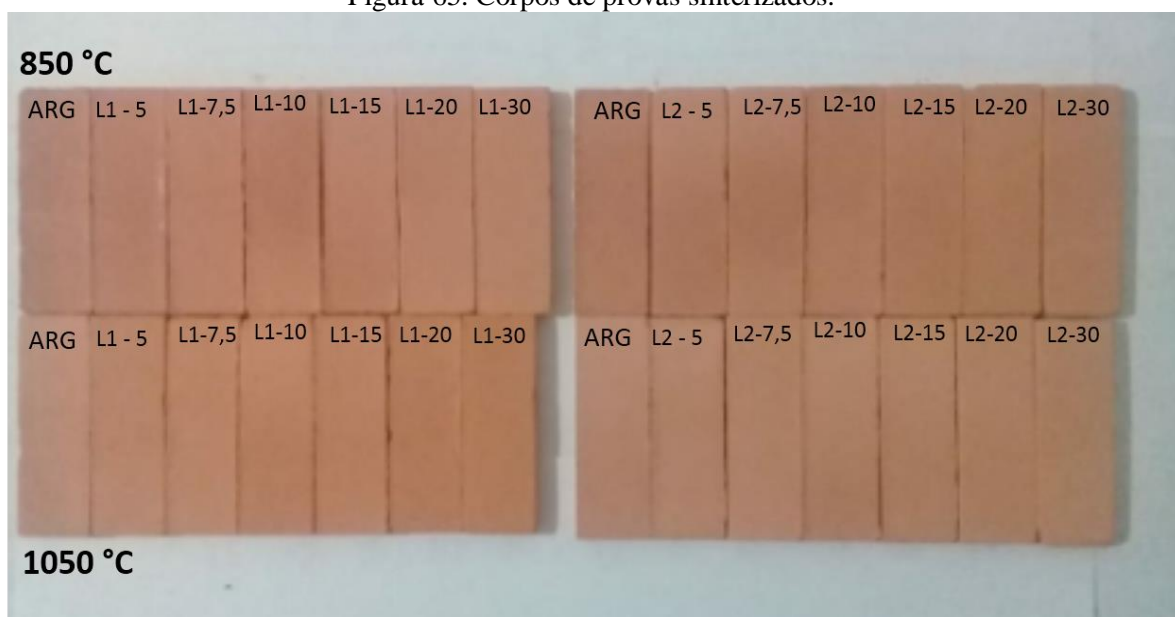 Figura 65. Corpos de provas sinterizados.
850 °C
ARG L1 - 5 L1-7,5 L1-10 L1-15 L1-20 L1-30 ARG L2 - 5 L2-7,5 L2-10 L2-15 L2-20 L2-30
ARG L1 - 5 L1-7,5 L1-10 L1-15 L1-20 L1-30 ARG L2 - 5 L2-7,5 L2-10 L2-15 L2-20 L2-30
1050 °C